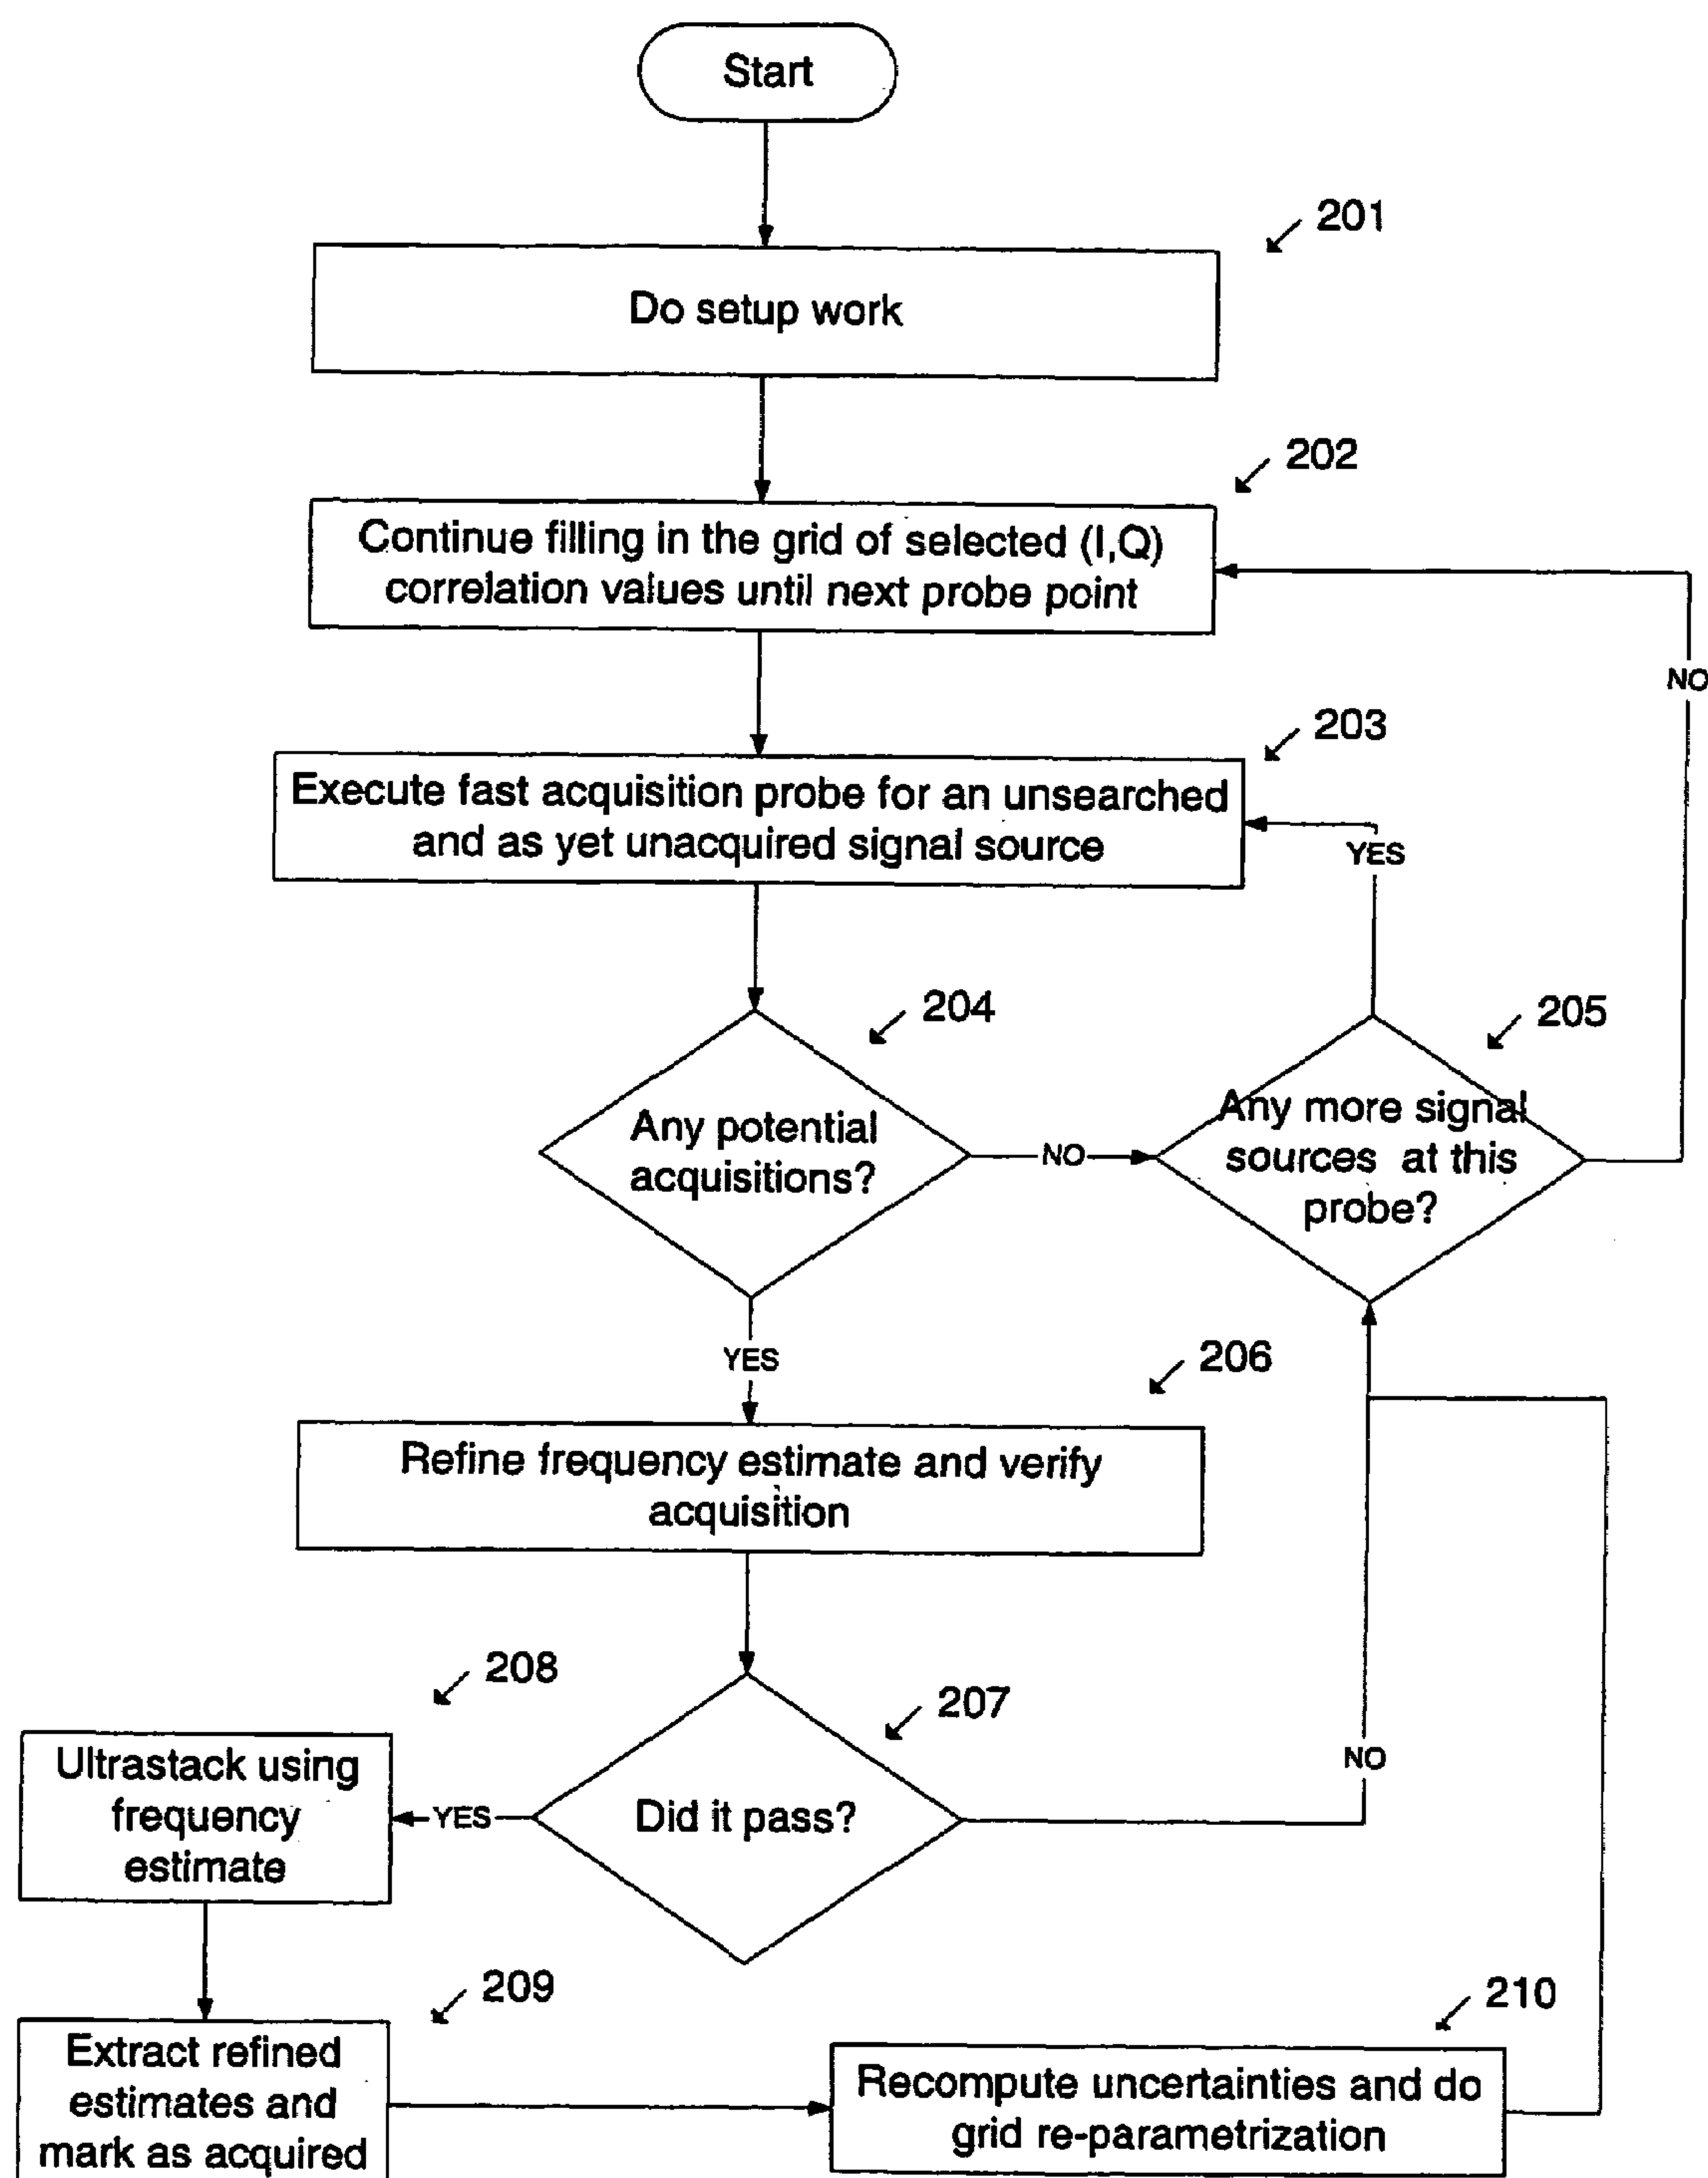 Start
201
Do setup work
202
Continue filling in the grid of selected (I,Q)
correlation values until next probe point
NO
203
Execute fast acquisition probe for an unsearched
and as yet unacquired signal source
YES
204
205
Any potential
acquisitions?
NO
Any more signal
sources at this
probe?
YES
206
Refine frequency estimate and verify
acquisition
208
207
Ultrastack using
frequency
estimate
YES
Did it pass?
NO
209
210
Extract refined
estimates and
mark as acquired
Recompute uncertainties and do
grid re-parametrization